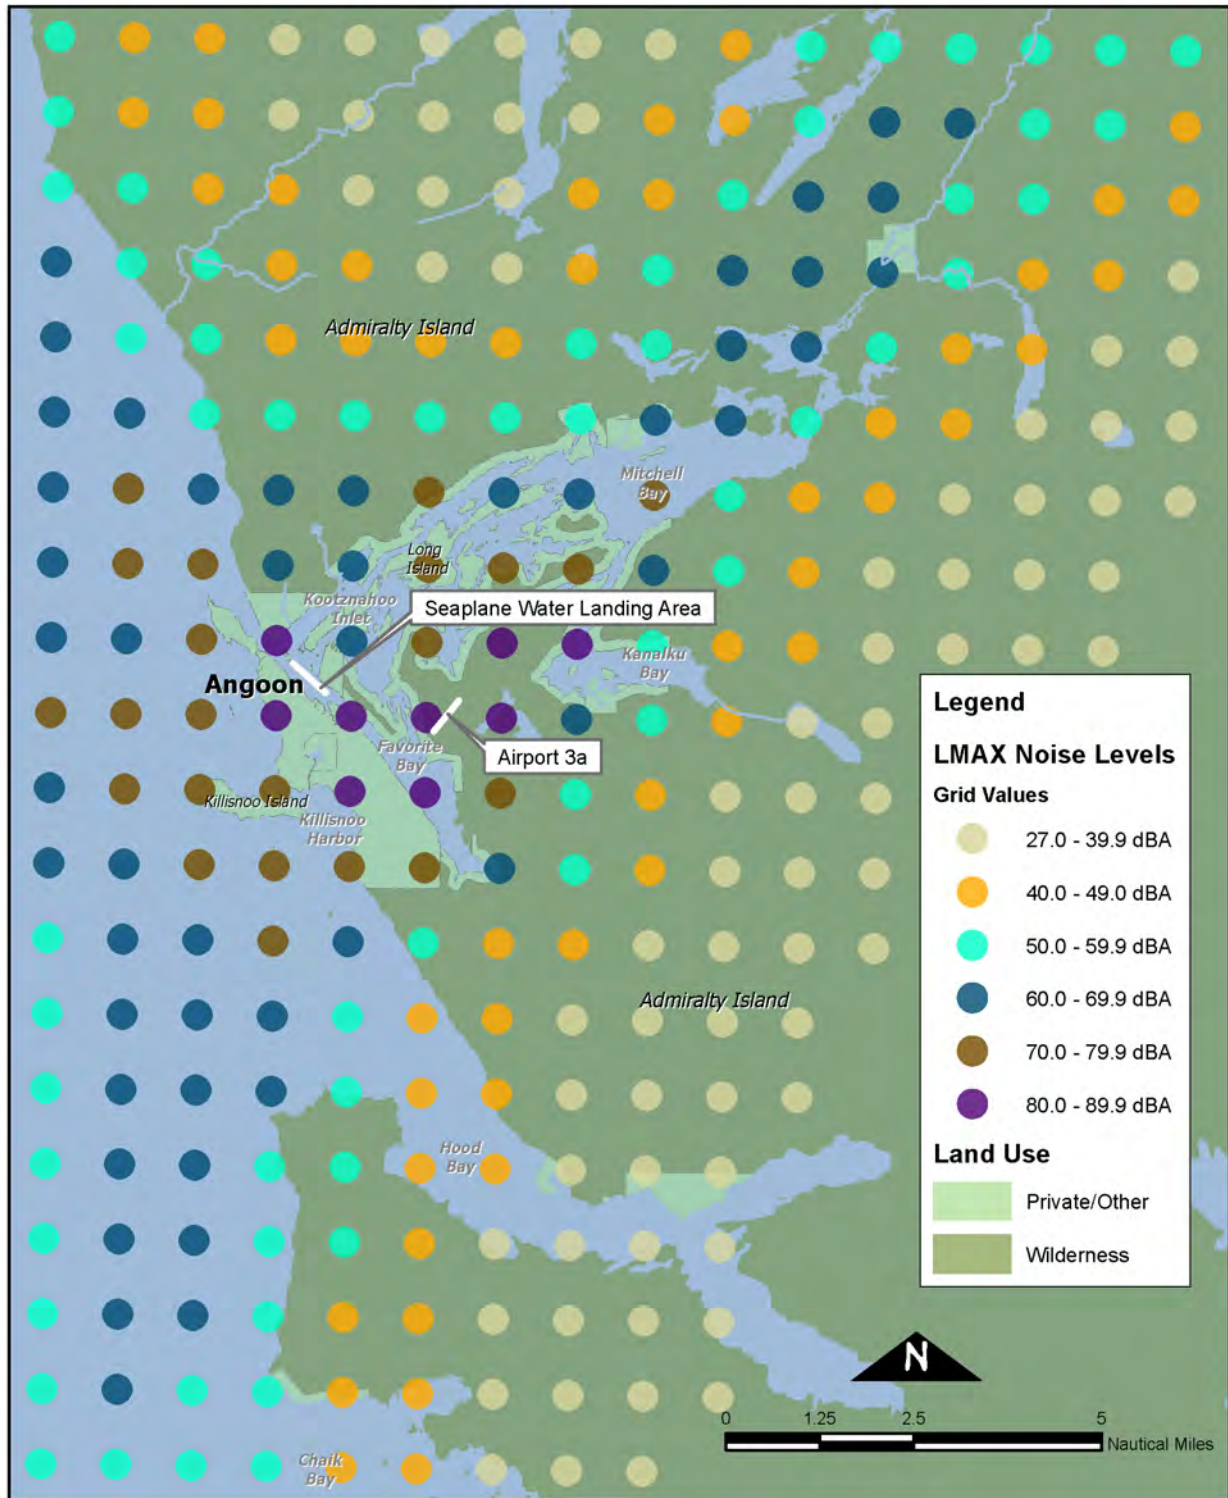 Admiralty Island
Mitchell
Bay
Long
Island
Kootznahoo
Inlet
Seaplane Water Landing Area
Kanalku
Bay
Angoon
Favorite
Bay
Airport 3a
Killisnoo Island
Killisnoo
Harbor
Admiralty Island
Hood
Bay
Chaik
Bay
Legend
LMAX Noise Levels
Grid Values
27.0 - 39.9 dBA
40.0 - 49.0 dBA
50.0 - 59.9 dBA
60.0 - 69.9 dBA
70.0 - 79.9 dBA
80.0 - 89.9 dBA
Land Use
Private/Other
Wilderness
N
0 1.25 2.5 5
Nautical Miles